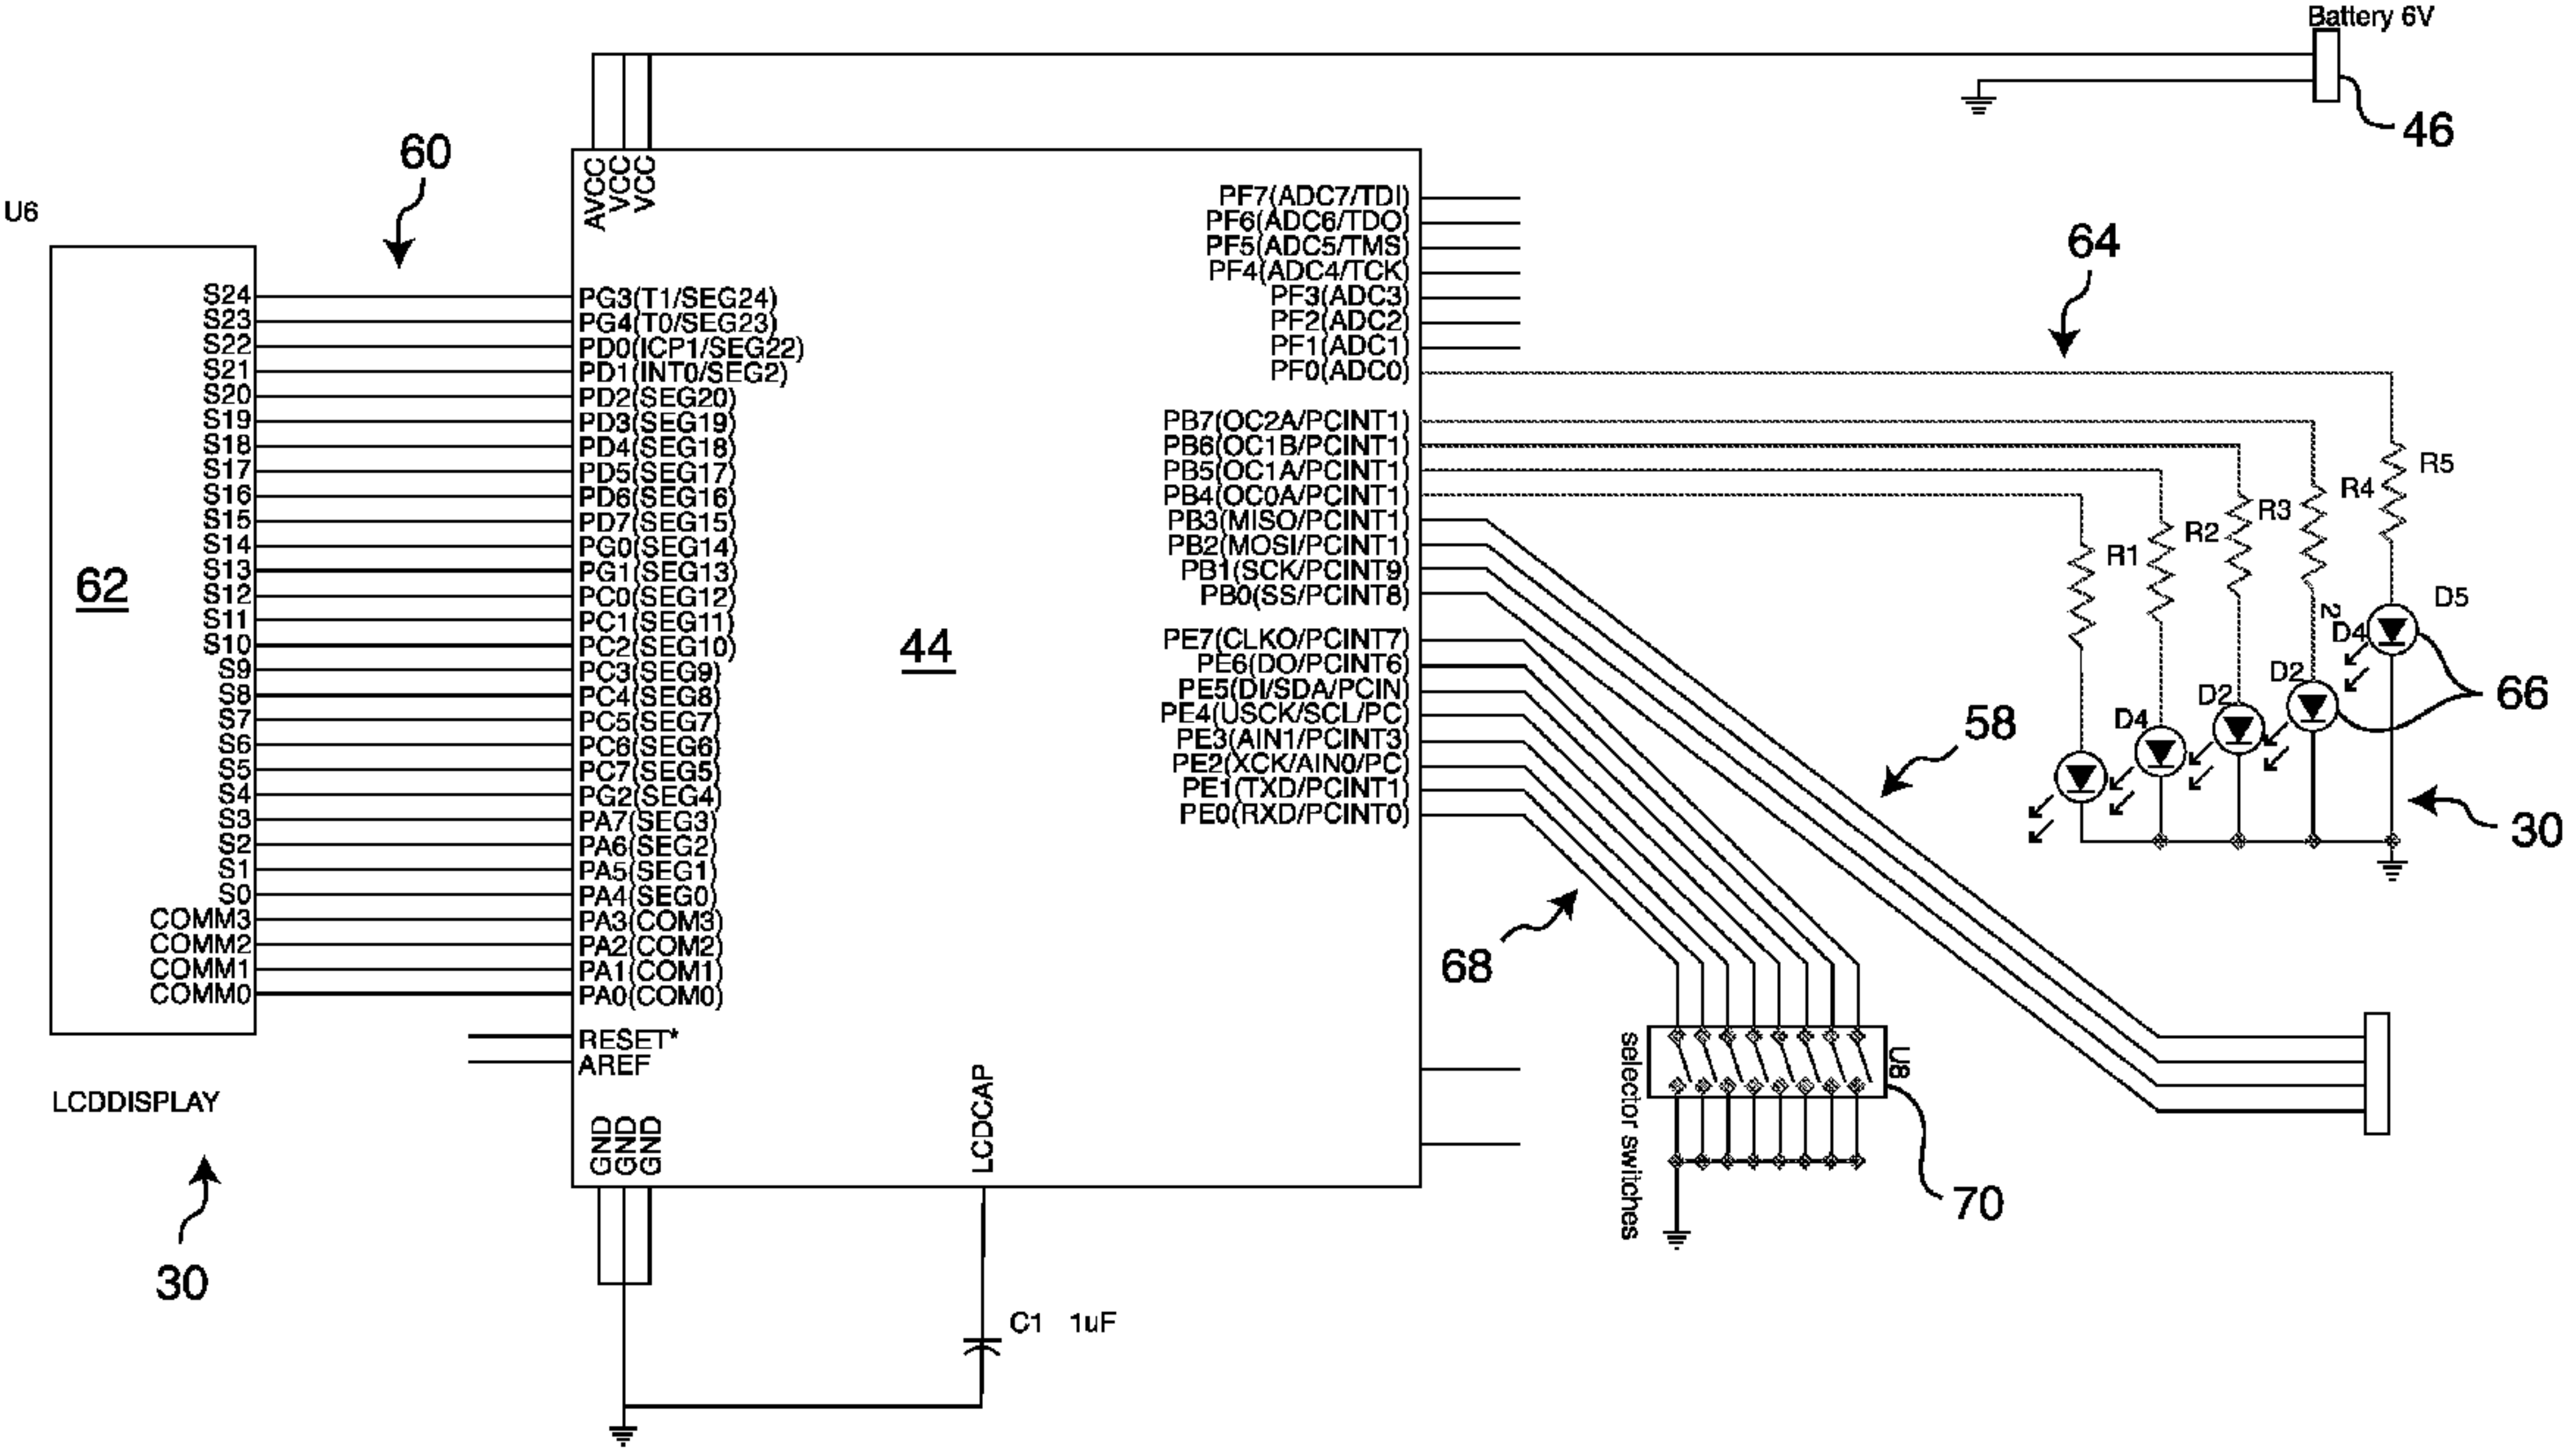 Battery 6V
46
60
U6
AVCC
VCC
VCC
S24
S23
S22
S21
S20
S19
S18
S17
S16
S15
S14
S13
S12
S11
S10
S9
S8
S7
S6
S5
S4
S3
S2
S1
S0
COMM3
COMM2
COMM1
COMM0
62
LCDDISPLAY
30
PG3(T1/SEG24)
PG4(T0/SEG23)
PD0(ICP1/SEG22)
PD1(INT0/SEG2)
PD2(SEG20)
PD3(SEG19)
PD4(SEG18)
PD5(SEG17)
PD6(SEG16)
PD7(SEG15)
PG0(SEG14)
PG1(SEG13)
PC0(SEG12)
PC1(SEG11)
PC2(SEG10)
PC3(SEG9)
PC4(SEG8)
PC5(SEG7)
PC6(SEG6)
PC7(SEG5)
PG2(SEG4)
PA7(SEG3)
PA6(SEG2)
PA5(SEG1)
PA4(SEG0)
PA3(COM3)
PA2(COM2)
PA1(COM1)
PA0(COM0)
RESET*
AREF
GND
GND
GND
LCDCAP
C1 1uF
44
PF7(ADC7/TDI)
PF6(ADC6/TDO)
PF5(ADC5/TMS)
PF4(ADC4/TCK)
PF3(ADC3)
PF2(ADC2)
PF1(ADC1)
PF0(ADC0)
PB7(OC2A/PCINT1)
PB6(OC1B/PCINT1)
PB5(OC1A/PCINT1)
PB4(OC0A/PCINT1)
PB3(MISO/PCINT1)
PB2(MOSI/PCINT1)
PB1(SCK/PCINT9)
PB0(SS/PCINT8)
PE7(CLKO/PCINT7)
PE6(DO/PCINT6)
PE5(DI/SDA/PCIN)
PE4(USCK/SCL/PC)
PE3(AIN1/PCINT3)
PE2(XCK/AIN0/PC)
PE1(TXD/PCINT1)
PE0(RXD/PCINT0)
64
R1
R2
R3
R4
R5
D4
D2
D2
2
D4
D5
66
30
58
68
selector switches
U8
70